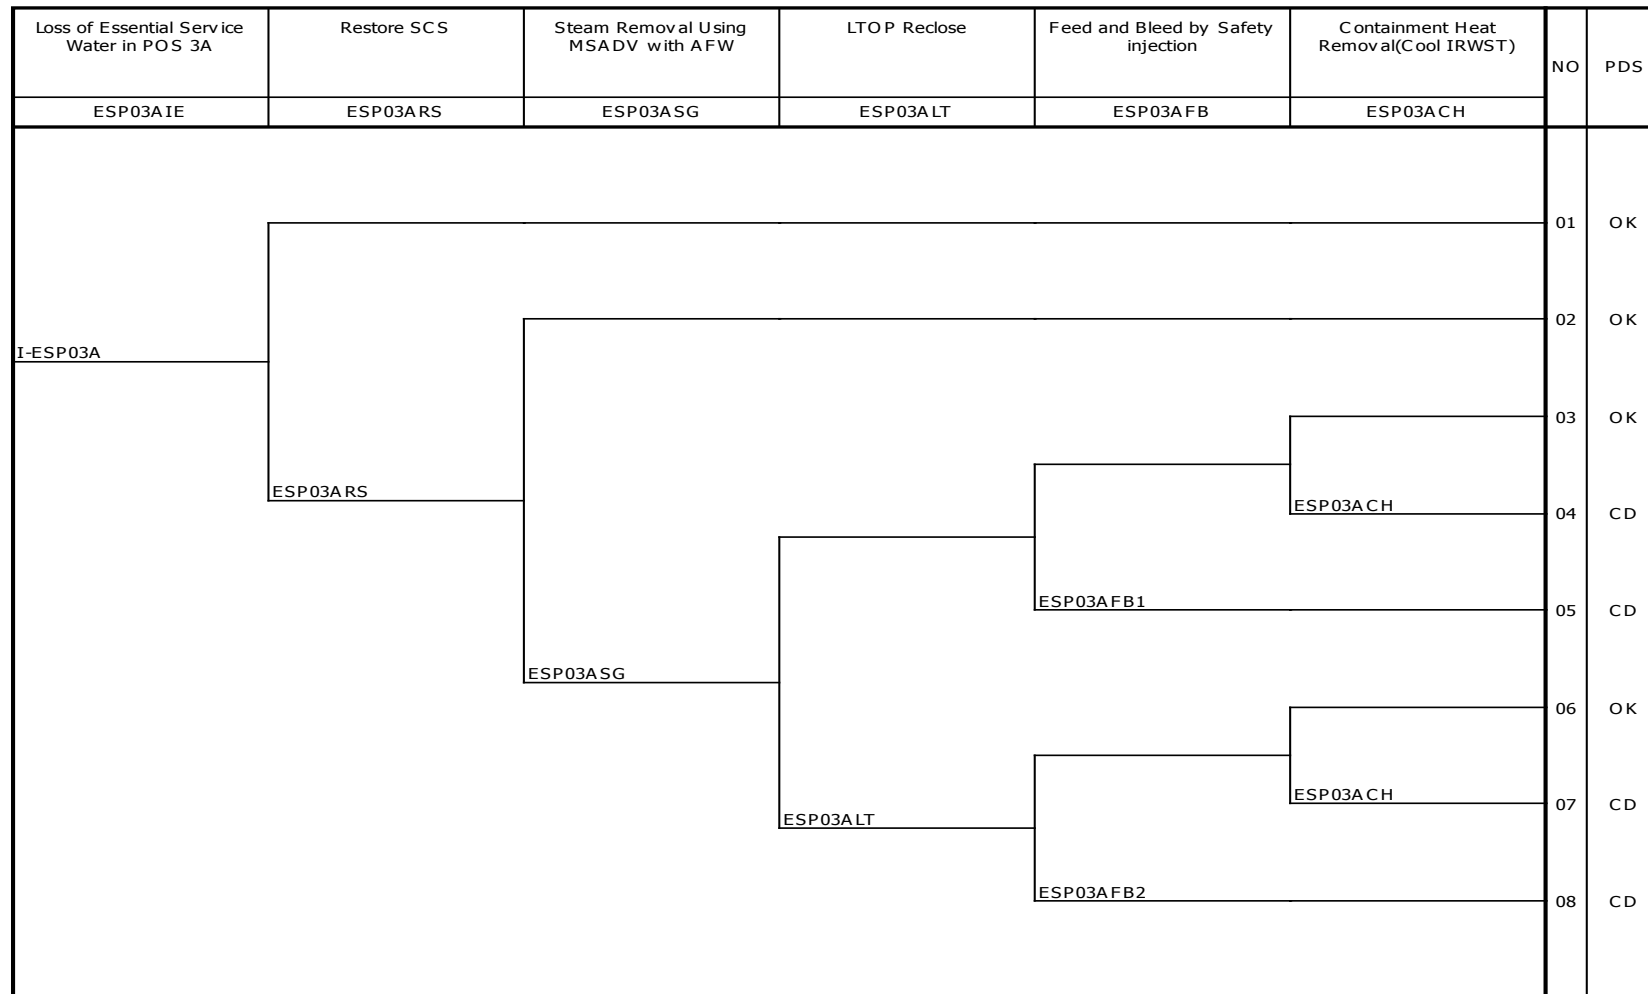 Loss of Essential Service
Water in POS 3A
Restore SCS
Steam Removal Using
MSADV with AFW
LTOP Reclose
Feed and Bleed by Safety
injection
Containment Heat
Removal(Cool IRWST)
NO
PDS
ESP03AIE
ESP03ARS
ESP03ASG
ESP03ALT
ESP03AFB
ESP03ACH
01
OK
02
OK
I-ESP03A
03
OK
ESP03ARS
ESP03ACH
04
CD
ESP03AFB1
05
CD
ESP03ASG
06
OK
ESP03ACH
07
CD
ESP03ALT
ESP03AFB2
08
CD